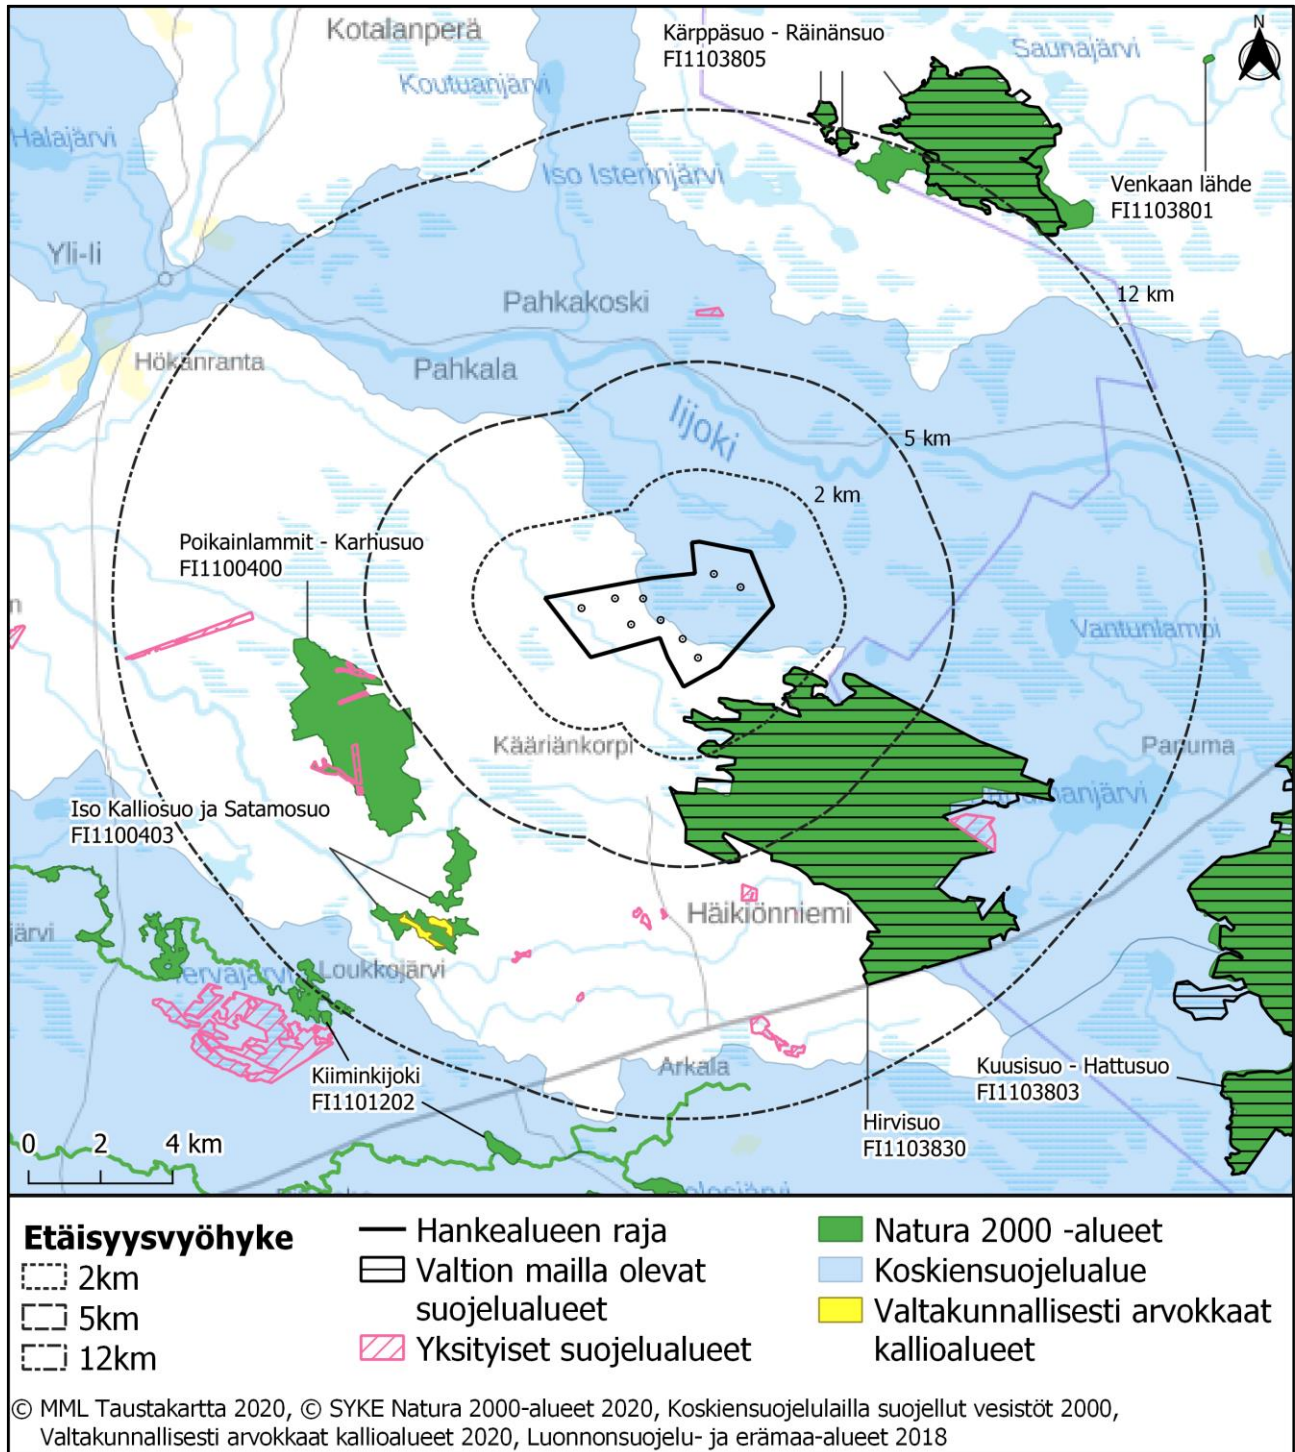 Kotalanperä
Kärppäsuo - Räinänsuo
FI1103805
N
Saunajärvi
Koutuanjärvi
Halajärvi
Iso Isterinjärvi
Venkaan lähde
FI1103801
Yli-Ii
12 km
Pahkakoski
Hökänranta
Pahkala
Iijoki
5 km
2 km
Poikainlammit - Karhusuo
FI1100400
n
Vantunlampi
Kääriänkorpi
Panuma
Iso Kalliosuo ja Satamosuo
FI1100403
Häikiönniemi
järvi
Loukkojärvi
Kiiminkijoki
FI1101202
Arkala
Kuusisuo - Hattusuo
FI1103803
Hirvisuo
FI1103830
0 2 4 km
Etäisyysvyöhyke
2km
5km
12km
Hankealueen raja
Valtion mailla olevat
suojelualueet
Yksityiset suojelualueet
Natura 2000 -alueet
Koskiensuojelualue
Valtakunnallisesti arvokkaat
kallioalueet
© MML Taustakartta 2020, © SYKE Natura 2000-alueet 2020, Koskiensuojelulailla suojellut vesistöt 2000,
Valtakunnallisesti arvokkaat kallioalueet 2020, Luonnonsuojelu- ja erämaa-alueet 2018